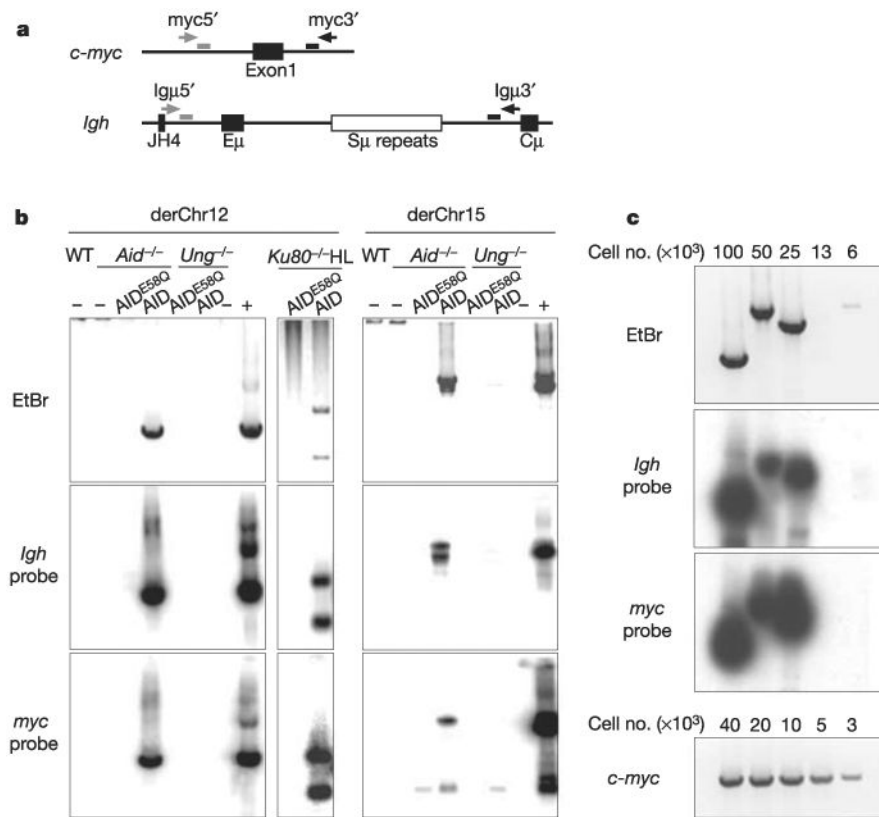 a
myc5′ myc3′
c-myc
Exon1
Igμ5′ Igμ3′
Igh
JH4 Eμ Sμ repeats Cμ
b
derChr12 derChr15
WT Aid–/– Ung–/– Ku80–/–HL WT Aid–/– Ung–/–
– – AIDE58Q AID AIDE58Q AID – + AIDE58Q AID – – AIDE58Q AID AIDE58Q AID – +
EtBr
Igh probe
myc probe
c
Cell no. (×10³) 100 50 25 13 6
EtBr
Igh probe
myc probe
Cell no. (×10³) 40 20 10 5 3
c-myc